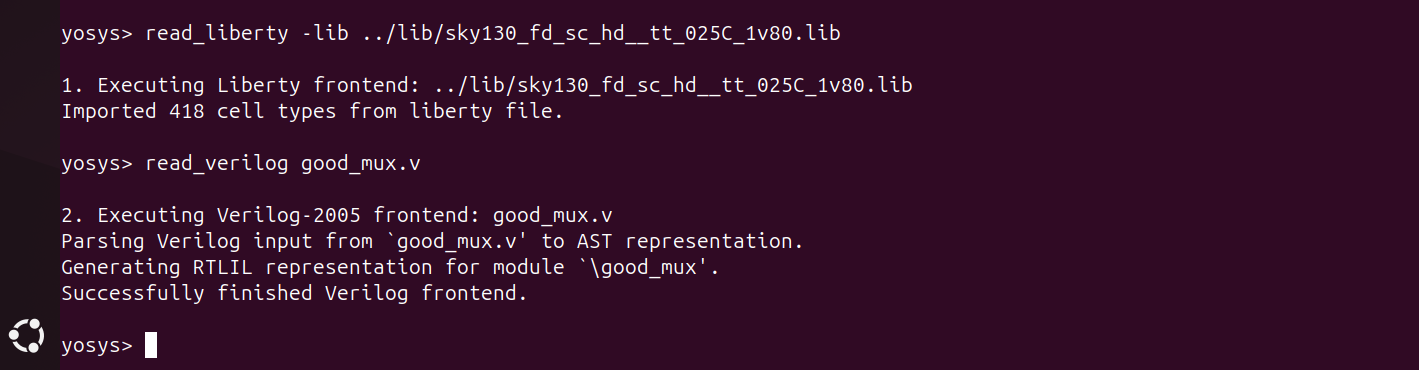 yosys> read_liberty -lib ../lib/sky130_fd_sc_hd__tt_025C_1v80.lib
1. Executing Liberty frontend: ../lib/sky130_fd_sc_hd__tt_025C_1v80.lib
Imported 418 cell types from liberty file.
yosys> read_verilog good_mux.v
2. Executing Verilog-2005 frontend: good_mux.v
Parsing Verilog input from `good_mux.v' to AST representation.
Generating RTLIL representation for module `\good_mux'.
Successfully finished Verilog frontend.
yosys>